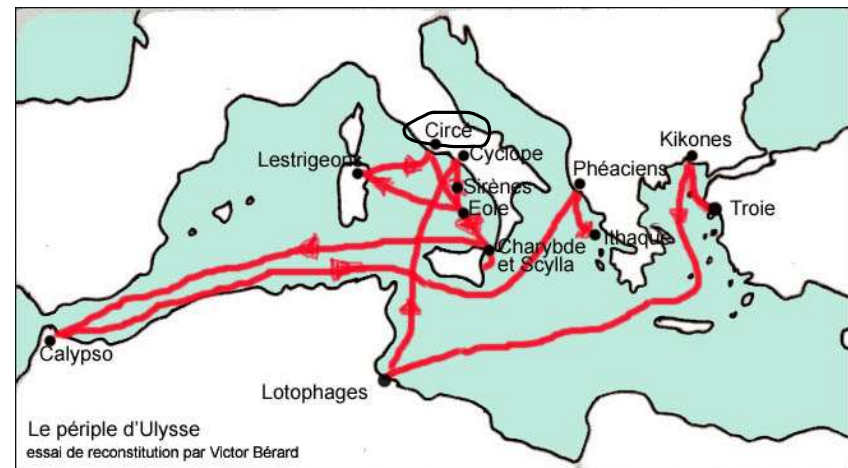 Circé
Kikones
Lestrigeons
Cyclope
Phéaciens
Sirènes
Eole
Troie
Ithaque
Charybde
et Scylla
Calypso
Lotophages
Le périple d'Ulysse
essai de reconstitution par Victor Bérard